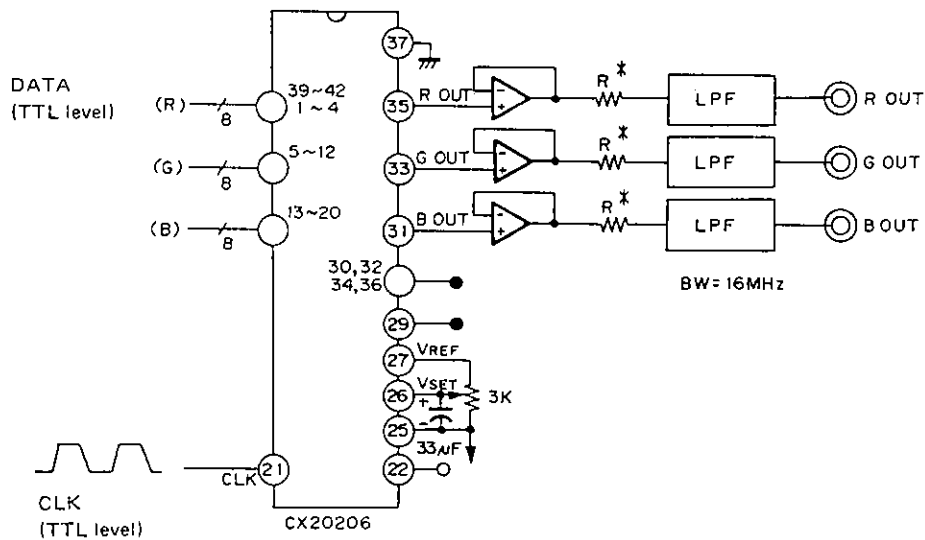 37
DATA
(TTL level)
(R)
8
39~42
1~4
35
R OUT
R*
LPF
R OUT
(G)
8
5~12
33
G OUT
R*
LPF
G OUT
(B)
8
13~20
31
B OUT
R*
LPF
B OUT
30,32
34,36
BW=16MHz
29
27
VREF
26
VSET
3K
+
-
25
33μF
21
CLK
22
CLK
(TTL level)
CX20206